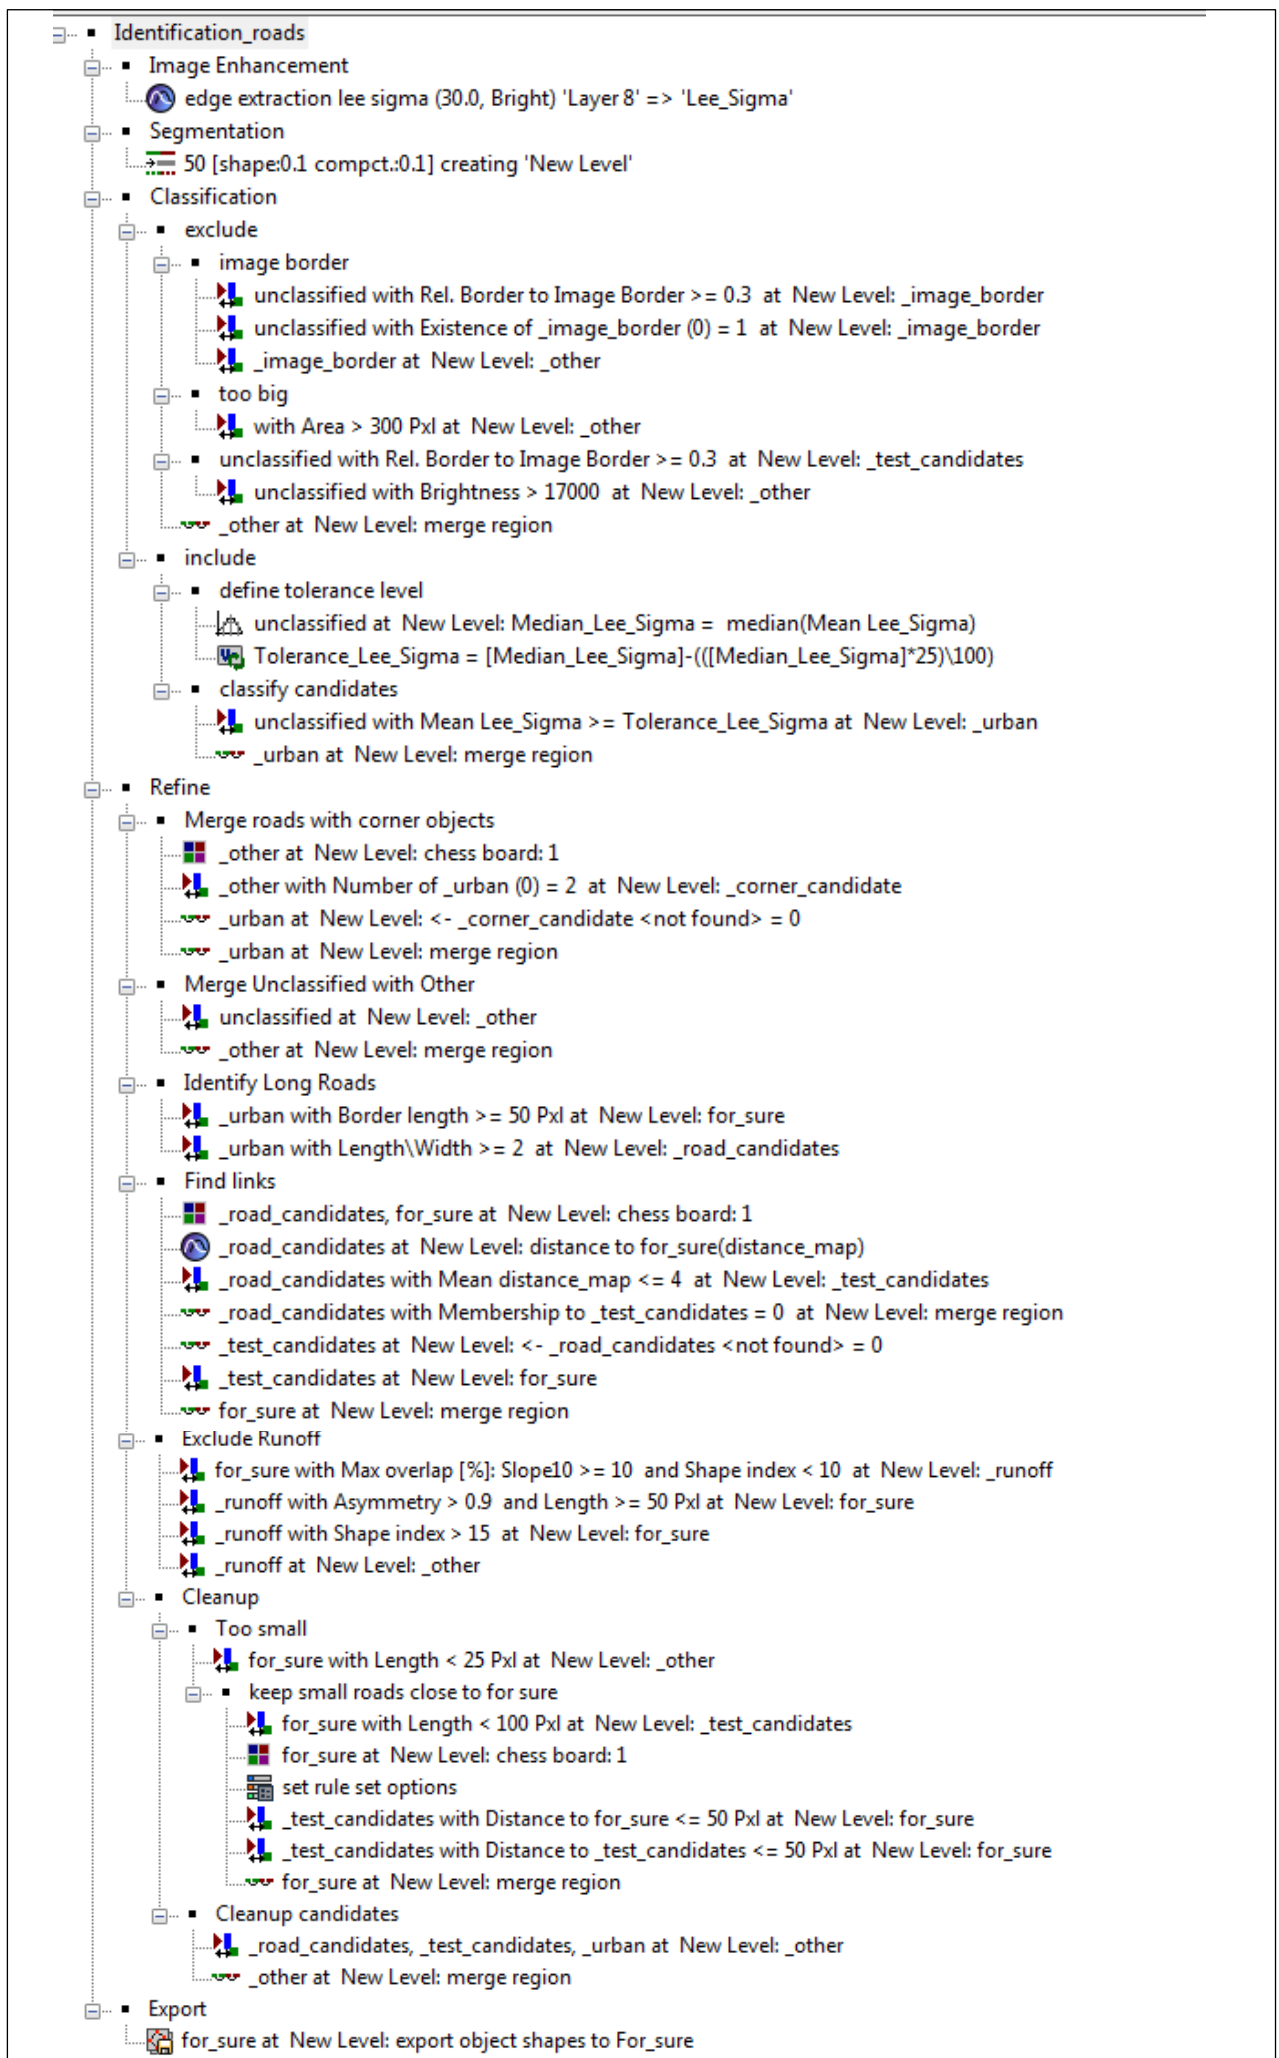 Identification_roads
Image Enhancement
edge extraction lee sigma (30.0, Bright) 'Layer 8' => 'Lee_Sigma'
Segmentation
50 [shape:0.1 compct.:0.1] creating 'New Level'
Classification
exclude
image border
unclassified with Rel. Border to Image Border >= 0.3 at New Level: _image_border
unclassified with Existence of _image_border (0) = 1 at New Level: _image_border
_image_border at New Level: _other
too big
with Area > 300 Pxl at New Level: _other
unclassified with Rel. Border to Image Border >= 0.3 at New Level: _test_candidates
unclassified with Brightness > 17000 at New Level: _other
_other at New Level: merge region
include
define tolerance level
unclassified at New Level: Median_Lee_Sigma = median(Mean Lee_Sigma)
Tolerance_Lee_Sigma = [Median_Lee_Sigma]-(([Median_Lee_Sigma]*25)\100)
classify candidates
unclassified with Mean Lee_Sigma >= Tolerance_Lee_Sigma at New Level: _urban
_urban at New Level: merge region
Refine
Merge roads with corner objects
_other at New Level: chess board: 1
_other with Number of _urban (0) = 2 at New Level: _corner_candidate
_urban at New Level: <- _corner_candidate <not found> = 0
_urban at New Level: merge region
Merge Unclassified with Other
unclassified at New Level: _other
_other at New Level: merge region
Identify Long Roads
_urban with Border length >= 50 Pxl at New Level: for_sure
_urban with Length\Width >= 2 at New Level: _road_candidates
Find links
_road_candidates, for_sure at New Level: chess board: 1
_road_candidates at New Level: distance to for_sure(distance_map)
_road_candidates with Mean distance_map <= 4 at New Level: _test_candidates
_road_candidates with Membership to _test_candidates = 0 at New Level: merge region
_test_candidates at New Level: <- _road_candidates <not found> = 0
_test_candidates at New Level: for_sure
for_sure at New Level: merge region
Exclude Runoff
for_sure with Max overlap [%]: Slope10 >= 10 and Shape index < 10 at New Level: _runoff
_runoff with Asymmetry > 0.9 and Length >= 50 Pxl at New Level: for_sure
_runoff with Shape index > 15 at New Level: for_sure
_runoff at New Level: _other
Cleanup
Too small
for_sure with Length < 25 Pxl at New Level: _other
keep small roads close to for sure
for_sure with Length < 100 Pxl at New Level: _test_candidates
for_sure at New Level: chess board: 1
set rule set options
_test_candidates with Distance to for_sure <= 50 Pxl at New Level: for_sure
_test_candidates with Distance to _test_candidates <= 50 Pxl at New Level: for_sure
for_sure at New Level: merge region
Cleanup candidates
_road_candidates, _test_candidates, _urban at New Level: _other
_other at New Level: merge region
Export
for_sure at New Level: export object shapes to For_sure